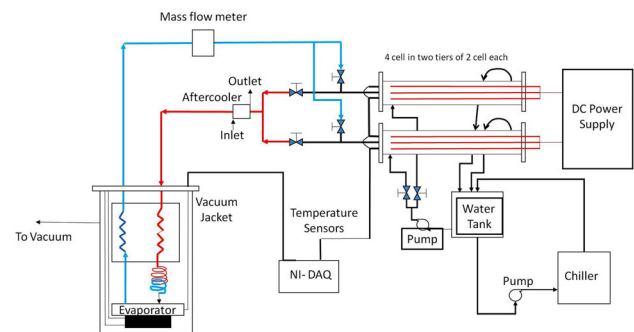 Mass flow meter
4 cell in two tiers of 2 cell each
Outlet
Aftercooler
Inlet
DC Power
Supply
Vacuum
Jacket
To Vacuum
Temperature
Sensors
Water
Tank
Pump
NI- DAQ
Pump
Chiller
Evaporator